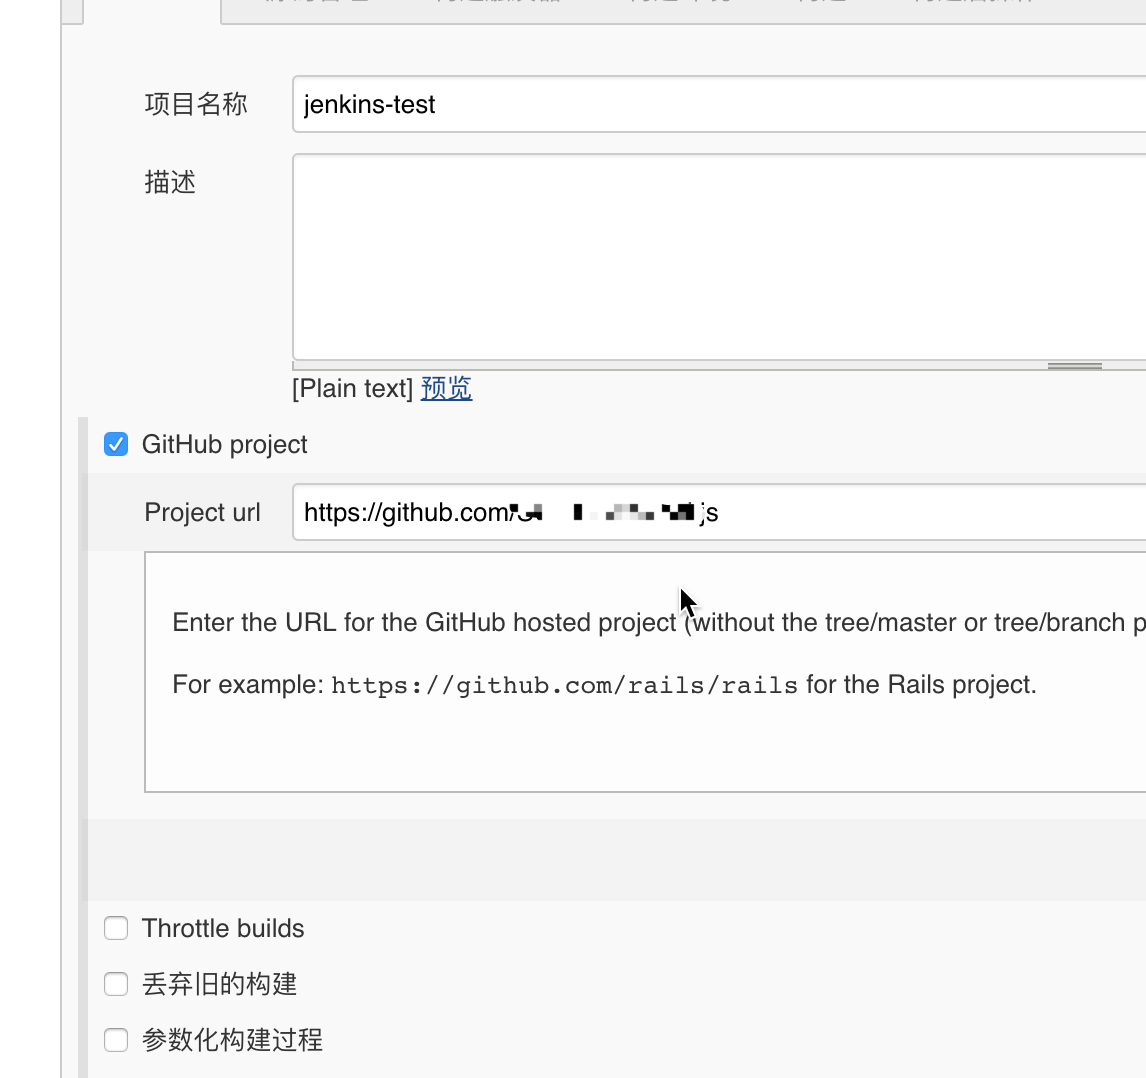 项目名称
jenkins-test
描述
[Plain text] 预览
GitHub project
Project url
https://github.com/ js
Enter the URL for the GitHub hosted project (without the tree/master or tree/branch
For example: https://github.com/rails/rails for the Rails project.
Throttle builds
丢弃旧的构建
参数化构建过程